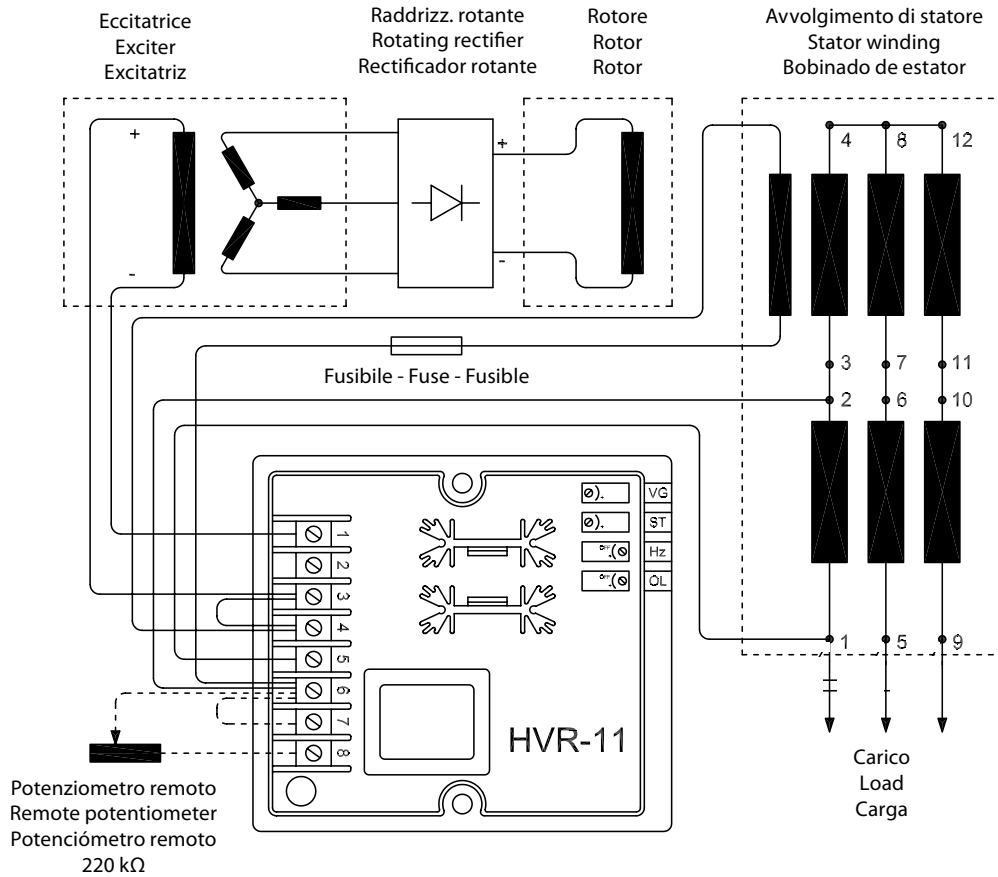 Eccitatrice
Exciter
Excitatriz
Raddrizz. rotante
Rotating rectifier
Rectificador rotante
Rotore
Rotor
Rotor
Avvolgimento di statore
Stator winding
Bobinado de estator
+
-
+
-
4 8 12
3 7 11
2 6 10
Fusibile - Fuse - Fusible
VG
ST
OFF Hz
OFF OL
1
2
3
4
5
6
7
8
HVR-11
1 5 9
Carico
Load
Carga
Potenziometro remoto
Remote potentiometer
Potenciómetro remoto
220 kΩ